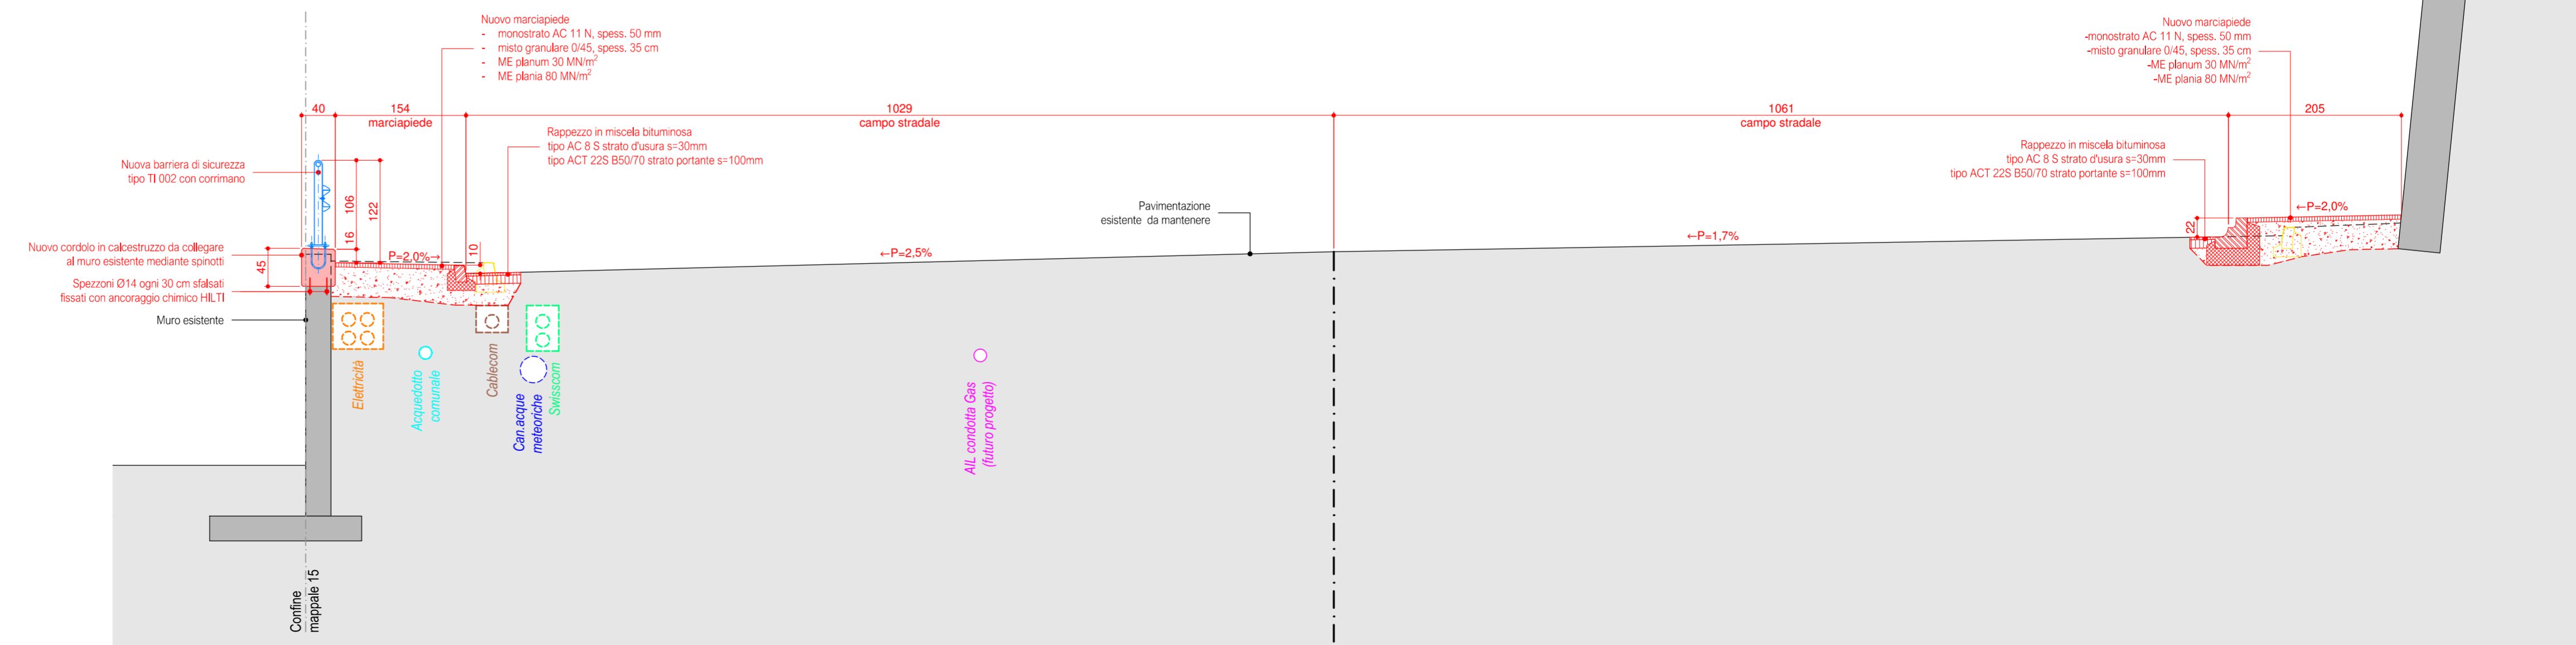 Nuovo marciapiede
- monostrato AC 11 N, spess. 50 mm
- misto granulare 0/45, spess. 35 cm
- ME planum 30 MN/m²
- ME plania 80 MN/m²
Nuovo marciapiede
-monostrato AC 11 N, spess. 50 mm
-misto granulare 0/45, spess. 35 cm
-ME planum 30 MN/m²
-ME plania 80 MN/m²
40
154
marciapiede
1029
campo stradale
1061
campo stradale
205
Rappezzo in miscela bituminosa
tipo AC 8 S strato d'usura s=30mm
tipo ACT 22S B50/70 strato portante s=100mm
Rappezzo in miscela bituminosa
tipo AC 8 S strato d'usura s=30mm
tipo ACT 22S B50/70 strato portante s=100mm
Nuova barriera di sicurezza
tipo TI 002 con corrimano
106
122
16
Pavimentazione
esistente da mantenere
←P=2,0%
22
←P=1,7%
Nuovo cordolo in calcestruzzo da collegare
al muro esistente mediante spinotti
45
P=2,0%→
10
←P=2,5%
Spezzoni Ø14 ogni 30 cm sfalsati
fissati con ancoraggio chimico HILTI
Muro esistente
Elettricità
Acquedotto
comunale
Cablecom
Can.acque
meteoriche
Swisscom
AIL condotta Gas
(futuro progetto)
Confine
mappale 15